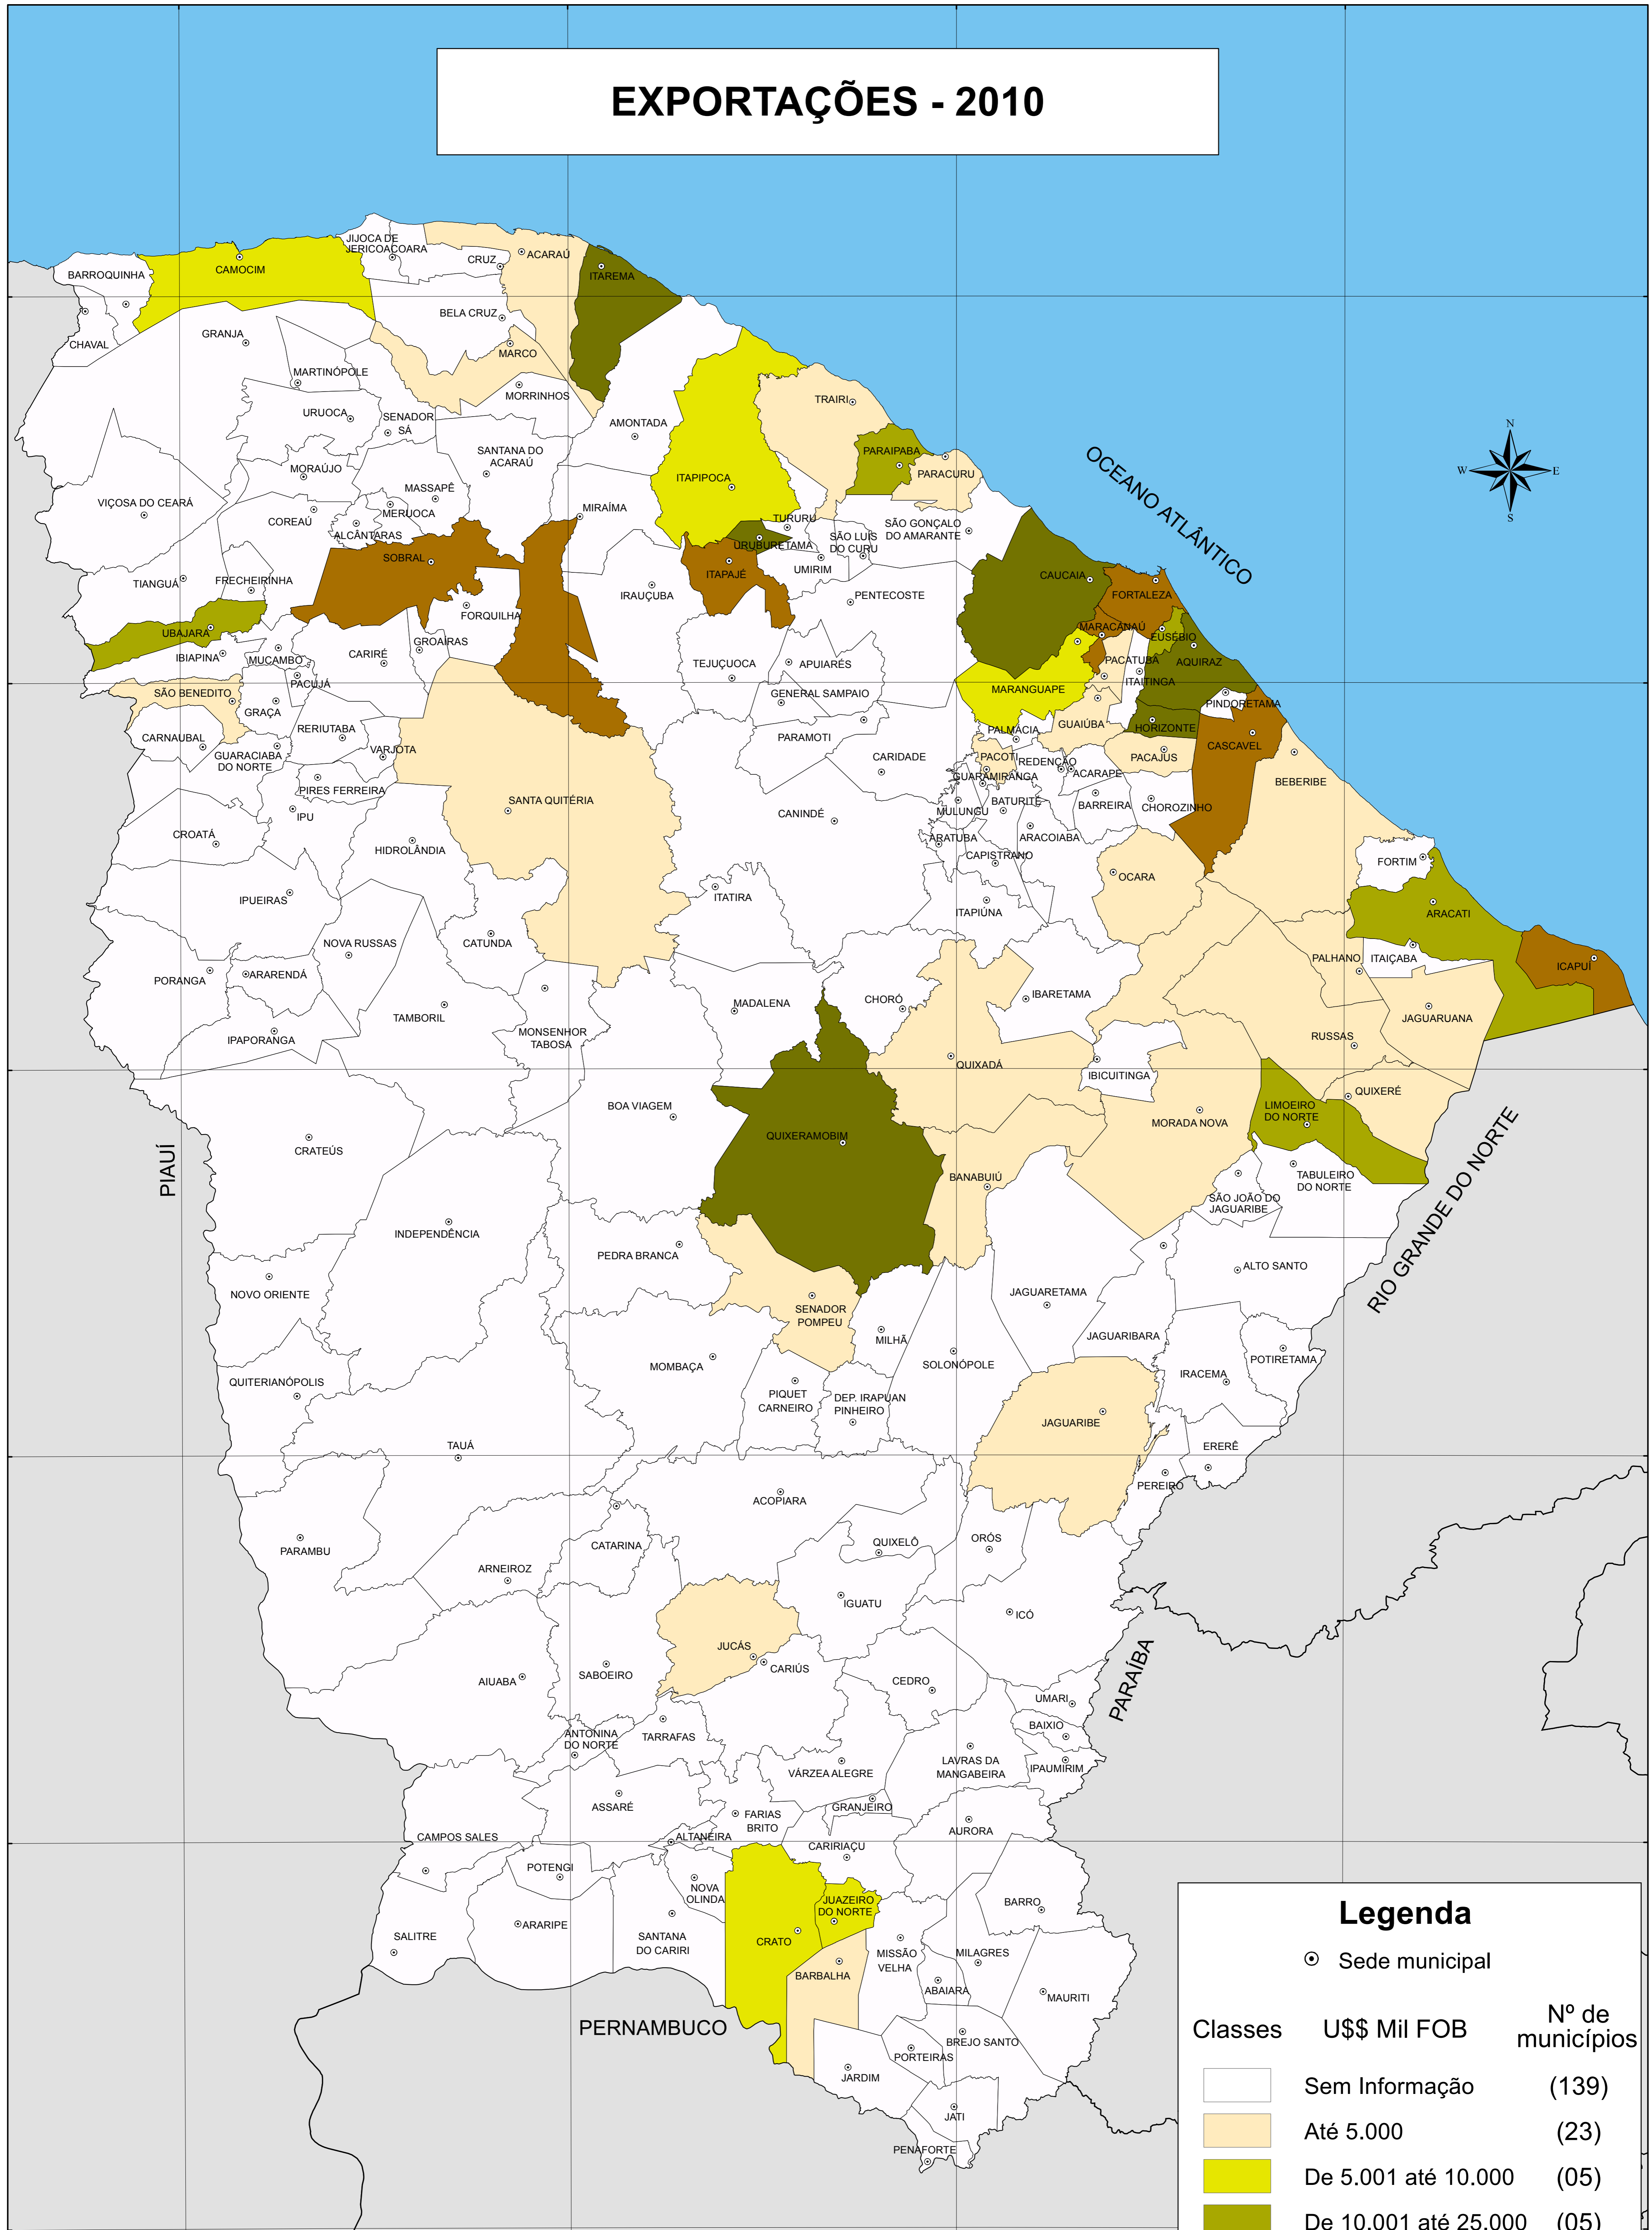 EXPORTAÇÕES - 2010
JIJOCA DE
JERICOACOARA
CRUZ
ACARAÚ
ITAREMA
BARROQUINHA
CAMOCIM
CHAVAL
GRANJA
BELA CRUZ
MARCO
MARTINÓPOLE
MORRINHOS
URUOCA
SENADOR
SÁ
AMONTADA
TRAIRI
N
W
E
S
OCEANO ATLÂNTICO
MORAÚJO
SANTANA DO
ACARAÚ
ITAPIPOCA
PARAIPABA
PARACURU
VIÇOSA DO CEARÁ
MASSAPÊ
MERUOCA
MIRAÍMA
COREAÚ
ALCÂNTARAS
TURURU
URUBURETAMA
SÃO LUÍS
DO CURU
SÃO GONÇALO
DO AMARANTE
SOBRAL
ITAPAJÉ
UMIRIM
CAUCAIA
FORTALEZA
TIANGUÁ
FRECHEIRINHA
IRAUÇUBA
PENTECOSTE
FORQUILHA
MARACANAÚ
EUSÉBIO
UBAJARA
GROAÍRAS
IBIAPINA
MUCAMBO
CARIRÉ
TEJUÇUOCA
APUIARÉS
PACATUBA
AQUIRAZ
PACUJÁ
ITAITINGA
SÃO BENEDITO
GENERAL SAMPAIO
MARANGUAPE
PINDORETAMA
GRAÇA
RERIUTABA
GUAIÚBA
HORIZONTE
CARNAUBAL
GUARACIABA
DO NORTE
VARJOTA
PARAMOTI
PALMÁCIA
CASCAVEL
CARIDADE
PACOTI
REDENÇÃO
PACAJUS
PIRES FERREIRA
GUARAMIRANGA
ACARAPE
BEBERIBE
SANTA QUITÉRIA
IPU
CANINDÉ
MULUNGU
BATURITÉ
BARREIRA
CHOROZINHO
CROATÁ
HIDROLÂNDIA
ARATUBA
ARACOIABA
CAPISTRANO
FORTIM
OCARA
IPUEIRAS
ITATIRA
ITAPIÚNA
ARACATI
NOVA RUSSAS
CATUNDA
PALHANO
ITAIÇABA
ICAPUÍ
PORANGA
ARARENDÁ
MADALENA
CHORÓ
IBARETAMA
JAGUARUANA
TAMBORIL
MONSENHOR
TABOSA
IPAPORANGA
RUSSAS
QUIXADÁ
IBICUITINGA
BOA VIAGEM
QUIXERÉ
LIMOEIRO
DO NORTE
MORADA NOVA
QUIXERAMOBIM
CRATEÚS
PIAUÍ
BANABUIÚ
TABULEIRO
DO NORTE
SÃO JOÃO DO
JAGUARIBE
RIO GRANDE DO NORTE
INDEPENDÊNCIA
PEDRA BRANCA
ALTO SANTO
NOVO ORIENTE
JAGUARETAMA
SENADOR
POMPEU
MILHÃ
JAGUARIBARA
MOMBAÇA
SOLONÓPOLE
POTIRETAMA
IRACEMA
QUITERIANÓPOLIS
PIQUET
CARNEIRO
DEP. IRAPUAN
PINHEIRO
JAGUARIBE
TAUÁ
ERERÊ
PEREIRO
ACOPIARA
PARAMBU
CATARINA
QUIXELÔ
ORÓS
ARNEIROZ
IGUATU
ICÓ
JUCÁS
CARIÚS
AIUABA
SABOEIRO
CEDRO
PARAÍBA
UMARI
ANTONINA
DO NORTE
TARRAFAS
BAIXIO
LAVRAS DA
MANGABEIRA
IPAUMIRIM
VÁRZEA ALEGRE
ASSARÉ
GRANJEIRO
FARIAS
BRITO
AURORA
CAMPOS SALES
ALTANEIRA
CARIRIAÇU
POTENGI
NOVA
OLINDA
JUAZEIRO
DO NORTE
BARRO
ARARIPE
SALITRE
SANTANA
DO CARIRI
CRATO
MISSÃO
VELHA
MILAGRES
BARBALHA
ABAIARA
MAURITI
PERNAMBUCO
BREJO SANTO
PORTEIRAS
JARDIM
JATI
PENAFORTE
Legenda
Sede municipal
Classes U$$ Mil FOB Nº de
municípios
Sem Informação (139)
Até 5.000 (23)
De 5.001 até 10.000 (05)
De 10.001 até 25.000 (05)